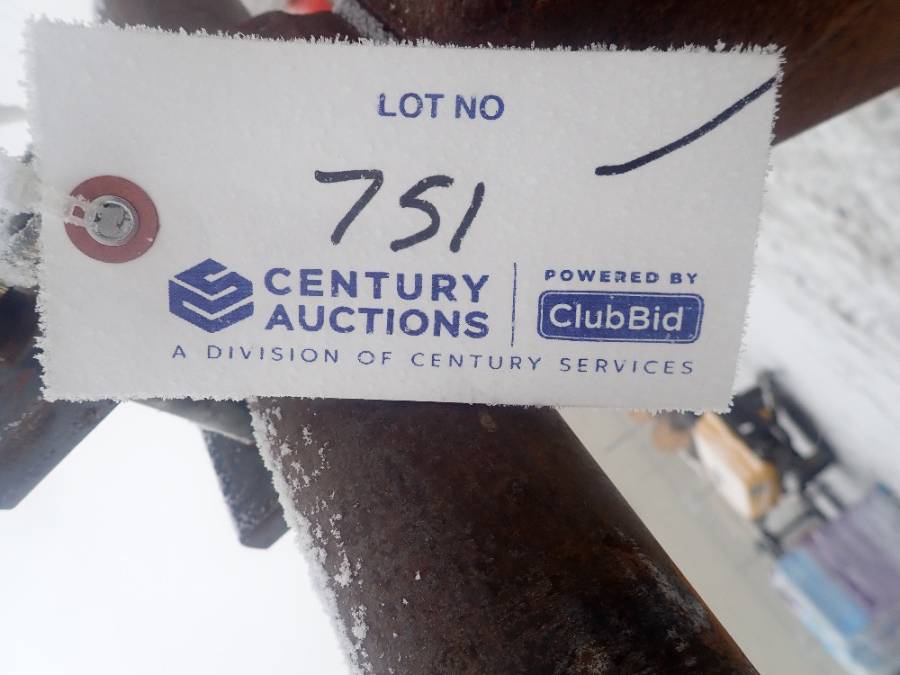 LOT NO
751
CENTURY
AUCTIONS
POWERED BY
ClubBid
A DIVISION OF CENTURY SERVICES